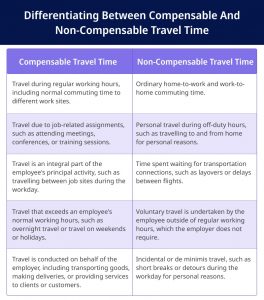 Differentiating Between Compensable And
Non-Compensable Travel Time
Compensable Travel Time
Non-Compensable Travel Time
Travel during regular working hours,
including normal commuting time to
different work sites.
Ordinary home-to-work and work-to-
home commuting time.
Travel due to job-related assignments,
such as attending meetings,
conferences, or training sessions.
Personal travel during off-duty hours,
such as travelling to and from home
for personal reasons.
Travel is an integral part of the
employee's principal activity, such as
travelling between job sites during the
workday.
Time spent waiting for transportation
connections, such as layovers or delays
between flights.
Travel that exceeds an employee's
normal working hours, such as
overnight travel or travel on weekends
or holidays.
Voluntary travel is undertaken by the
employee outside of regular working
hours, which the employer does
not require.
Travel is conducted on behalf of the
employer, including transporting goods,
making deliveries, or providing services
to clients or customers.
Incidental or de minimis travel, such as
short breaks or detours during the
workday for personal reasons.